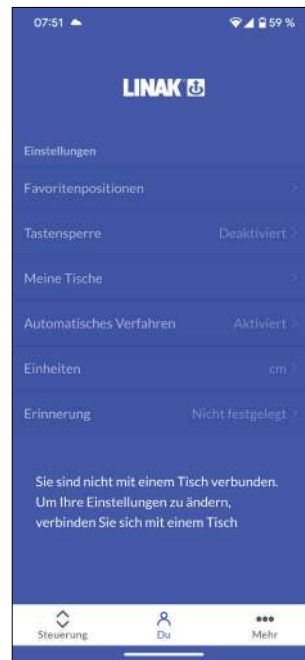 07:51 59 %
LINAK
Einstellungen
Favoritenpositionen
Tastensperre Deaktiviert
Meine Tische
Automatisches Verfahren Aktiviert
Einheiten cm
Erinnerung Nicht festgelegt
Sie sind nicht mit einem Tisch verbunden.
Um Ihre Einstellungen zu ändern,
verbinden Sie sich mit einem Tisch
Steuerung Du Mehr